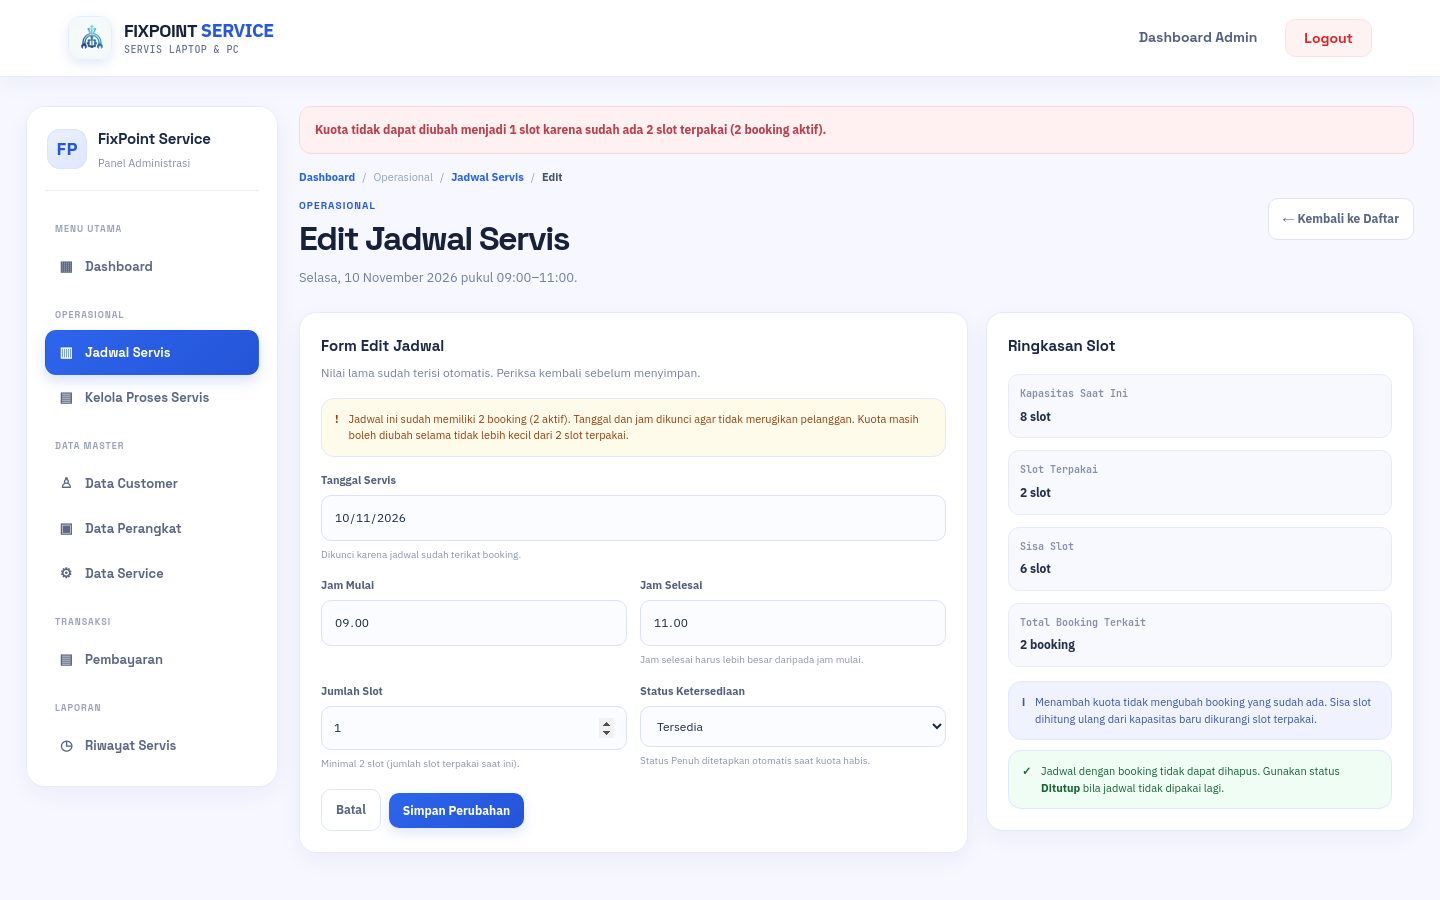 FIXPOINT SERVICE
SERVIS LAPTOP & PC
Dashboard Admin
Logout
FP
FixPoint Service
Panel Administrasi
MENU UTAMA
Dashboard
OPERASIONAL
Jadwal Servis
Kelola Proses Servis
DATA MASTER
Data Customer
Data Perangkat
Data Service
TRANSAKSI
Pembayaran
LAPORAN
Riwayat Servis
Kuota tidak dapat diubah menjadi 1 slot karena sudah ada 2 slot terpakai (2 booking aktif).
Dashboard / Operasional / Jadwal Servis / Edit
OPERASIONAL
Edit Jadwal Servis
Selasa, 10 November 2026 pukul 09:00–11:00.
← Kembali ke Daftar
Form Edit Jadwal
Nilai lama sudah terisi otomatis. Periksa kembali sebelum menyimpan.
! Jadwal ini sudah memiliki 2 booking (2 aktif). Tanggal dan jam dikunci agar tidak merugikan pelanggan. Kuota masih
boleh diubah selama tidak lebih kecil dari 2 slot terpakai.
Tanggal Servis
10/11/2026
Dikunci karena jadwal sudah terikat booking.
Jam Mulai
09.00
Jam Selesai
11.00
Jam selesai harus lebih besar daripada jam mulai.
Jumlah Slot
1
Minimal 2 slot (jumlah slot terpakai saat ini).
Status Ketersediaan
Tersedia
Status Penuh ditetapkan otomatis saat kuota habis.
Batal
Simpan Perubahan
Ringkasan Slot
Kapasitas Saat Ini
8 slot
Slot Terpakai
2 slot
Sisa Slot
6 slot
Total Booking Terkait
2 booking
i Menambah kuota tidak mengubah booking yang sudah ada. Sisa slot
dihitung ulang dari kapasitas baru dikurangi slot terpakai.
✓ Jadwal dengan booking tidak dapat dihapus. Gunakan status
Ditutup bila jadwal tidak dipakai lagi.